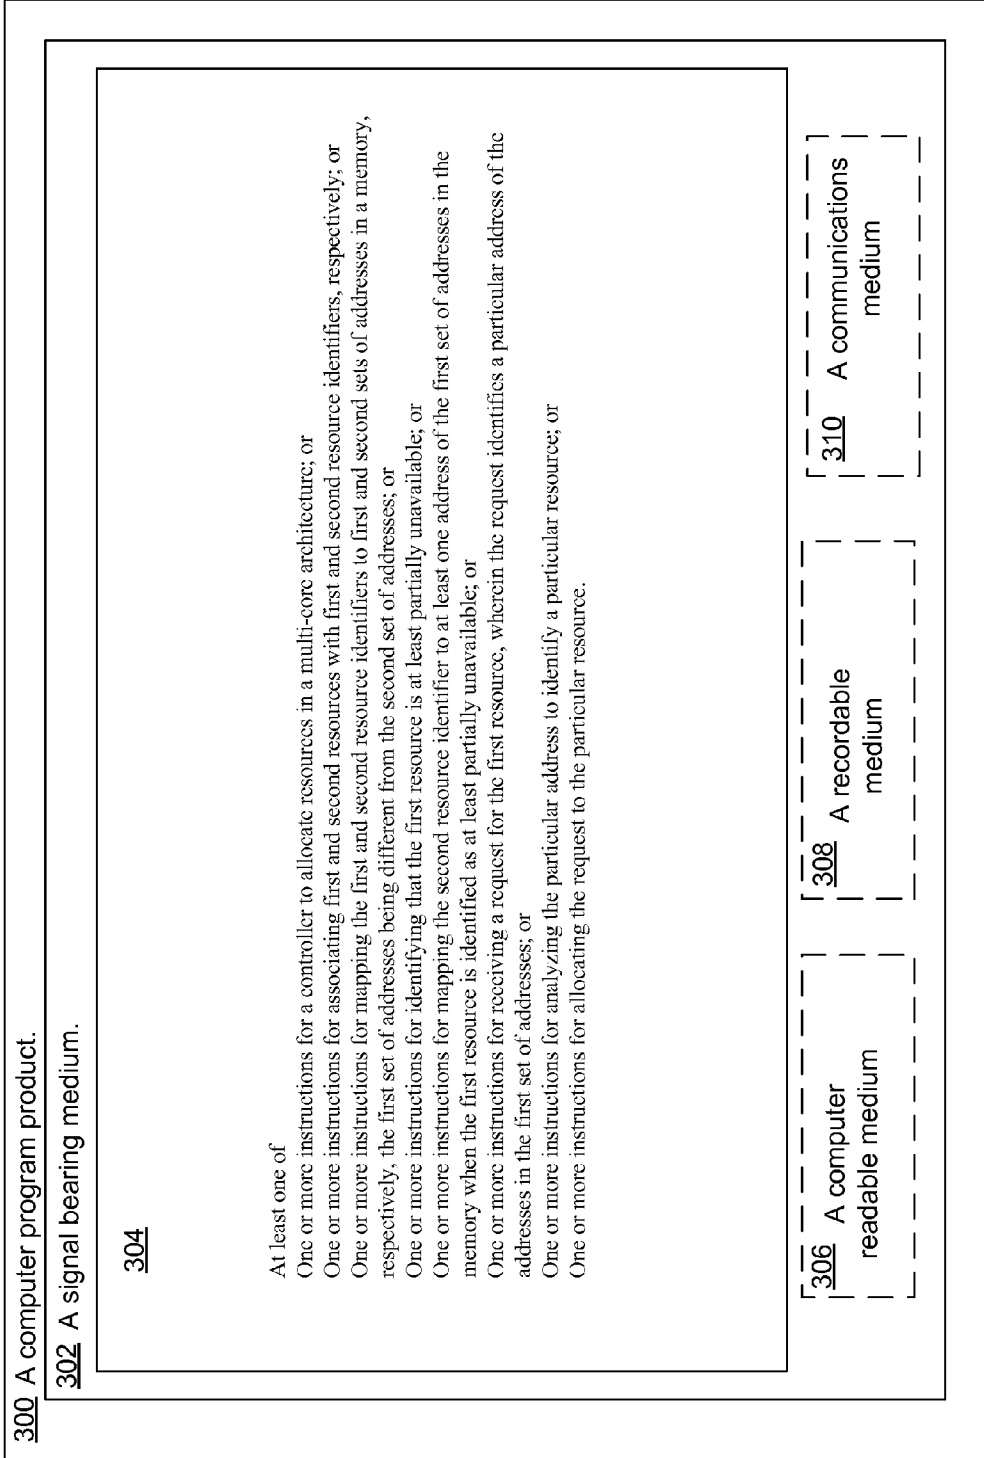 300 A computer program product.
302 A signal bearing medium.
304
At least one of
One or more instructions for a controller to allocate resources in a multi-core architecture; or
One or more instructions for associating first and second resources with first and second resource identifiers, respectively; or
One or more instructions for mapping the first and second resource identifiers to first and second sets of addresses in a memory,
respectively, the first set of addresses being different from the second set of addresses; or
One or more instructions for identifying that the first resource is at least partially unavailable; or
One or more instructions for mapping the second resource identifier to at least one address of the first set of addresses in the
memory when the first resource is identified as at least partially unavailable; or
One or more instructions for receiving a request for the first resource, wherein the request identifies a particular address of the
addresses in the first set of addresses; or
One or more instructions for analyzing the particular address to identify a particular resource; or
One or more instructions for allocating the request to the particular resource.
306 A computer
readable medium
308 A recordable
medium
310 A communications
medium